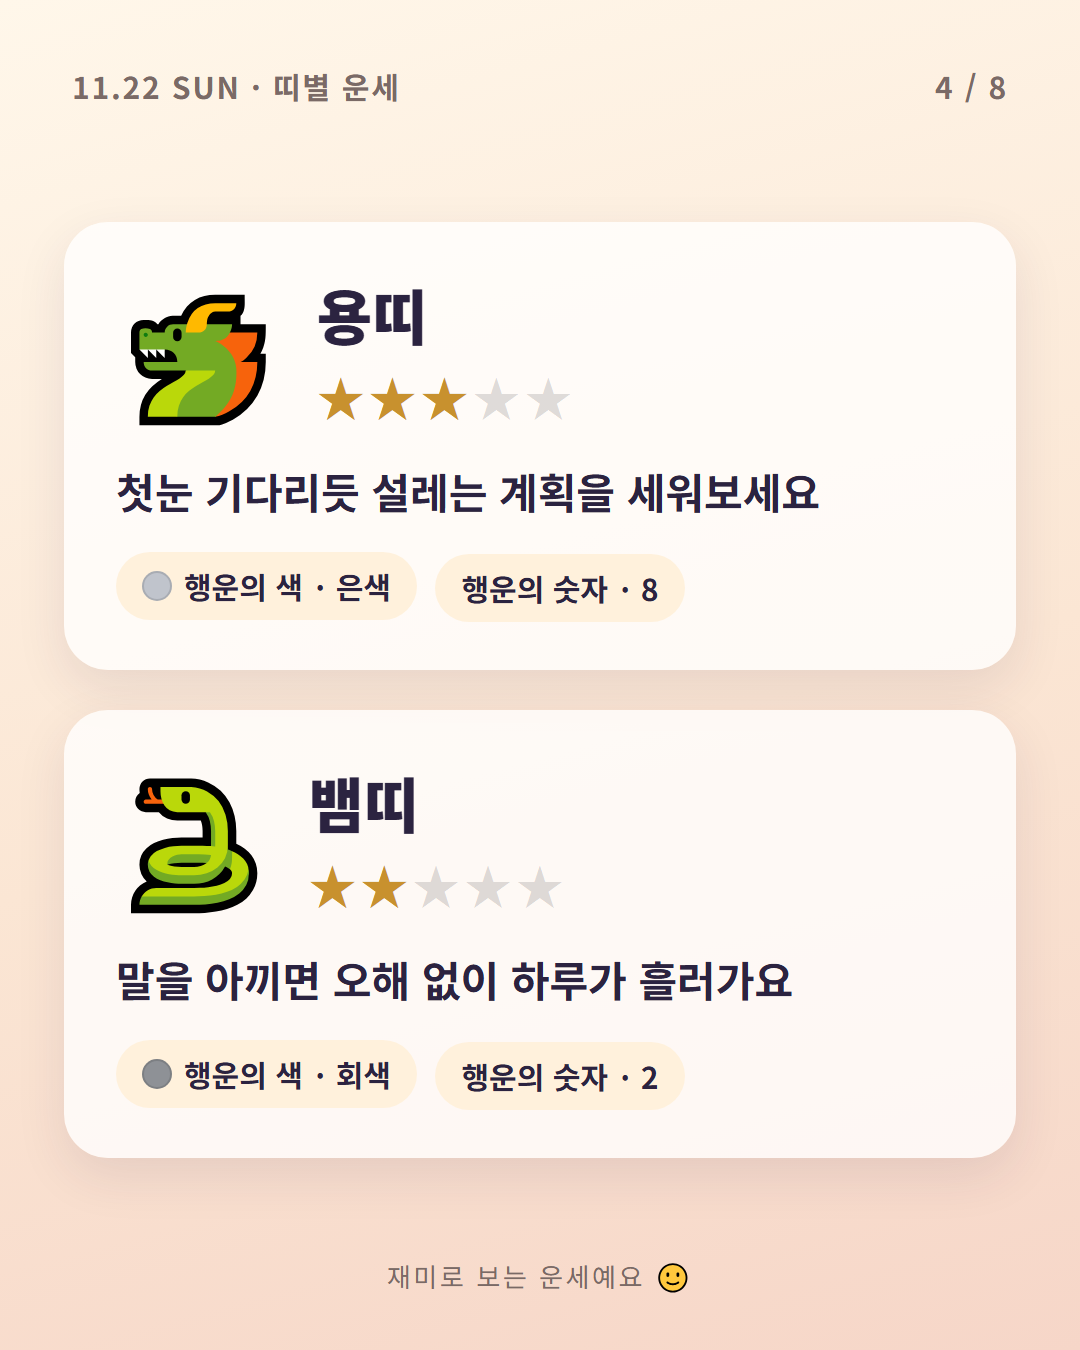 11.22 SUN · 띠별 운세
4 / 8
용띠
★★★★★
첫눈 기다리듯 설레는 계획을 세워보세요
행운의 색 · 은색
행운의 숫자 · 8
뱀띠
★★★★★
말을 아끼면 오해 없이 하루가 흘러가요
행운의 색 · 회색
행운의 숫자 · 2
재미로 보는 운세예요 🙂